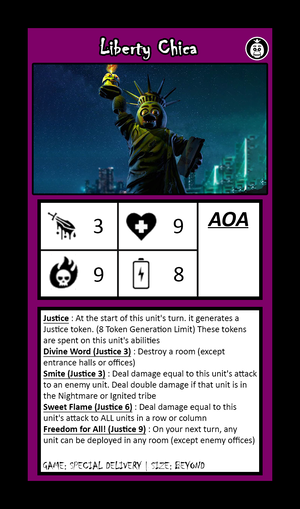 Liberty Chica
3
9
AOA
9
8
Justice : At the start of this unit's turn. it generates a
Justice token. (8 Token Generation Limit) These tokens
are spent on this unit's abilities
Divine Word (Justice 3) : Destroy a room (except
entrance halls or offices)
Smite (Justice 3) : Deal damage equal to this unit's attack
to an enemy unit. Deal double damage if that unit is in
the Nightmare or Ignited tribe
Sweet Flame (Justice 6) : Deal damage equal to this
unit's attack to ALL units in a row or column
Freedom for All! (Justice 9) : On your next turn, any
unit can be deployed in any room (except enemy offices)
GAME; SPECIAL DELIVERY | SIZE; BEYOND